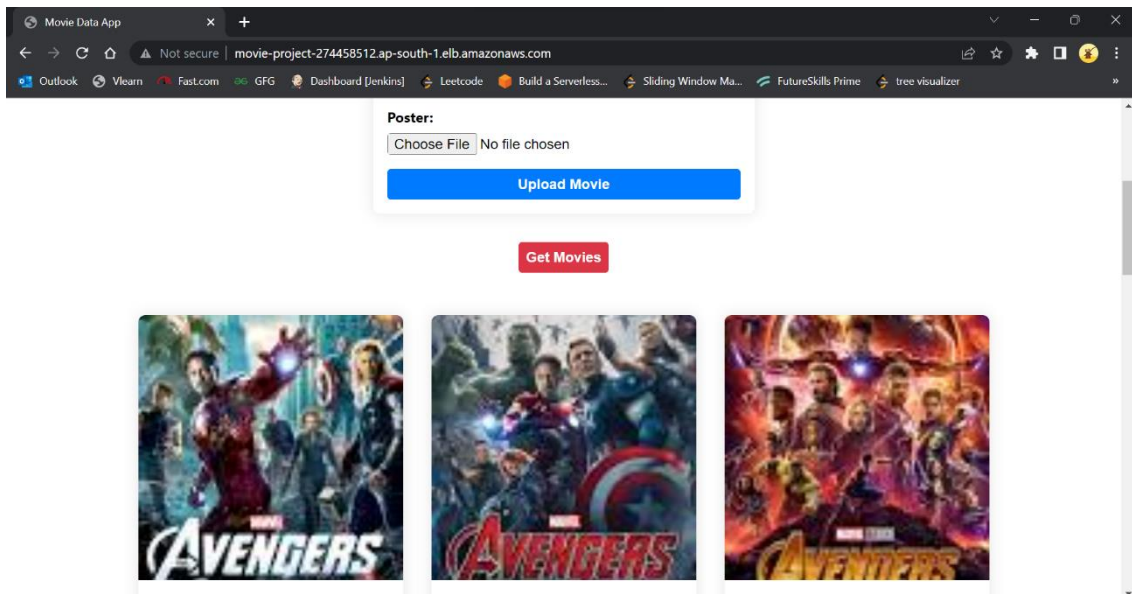 Movie Data App
Not secure | movie-project-274458512.ap-south-1.elb.amazonaws.com
Outlook Vlearn Fast.com GFG Dashboard [Jenkins] Leetcode Build a Serverless... Sliding Window Ma... FutureSkills Prime tree visualizer »
Poster:
Choose File No file chosen
Upload Movie
Get Movies
MARVEL MARVEL MARVEL STUDIOS
AVENGERS AVENGERS AVENGERS